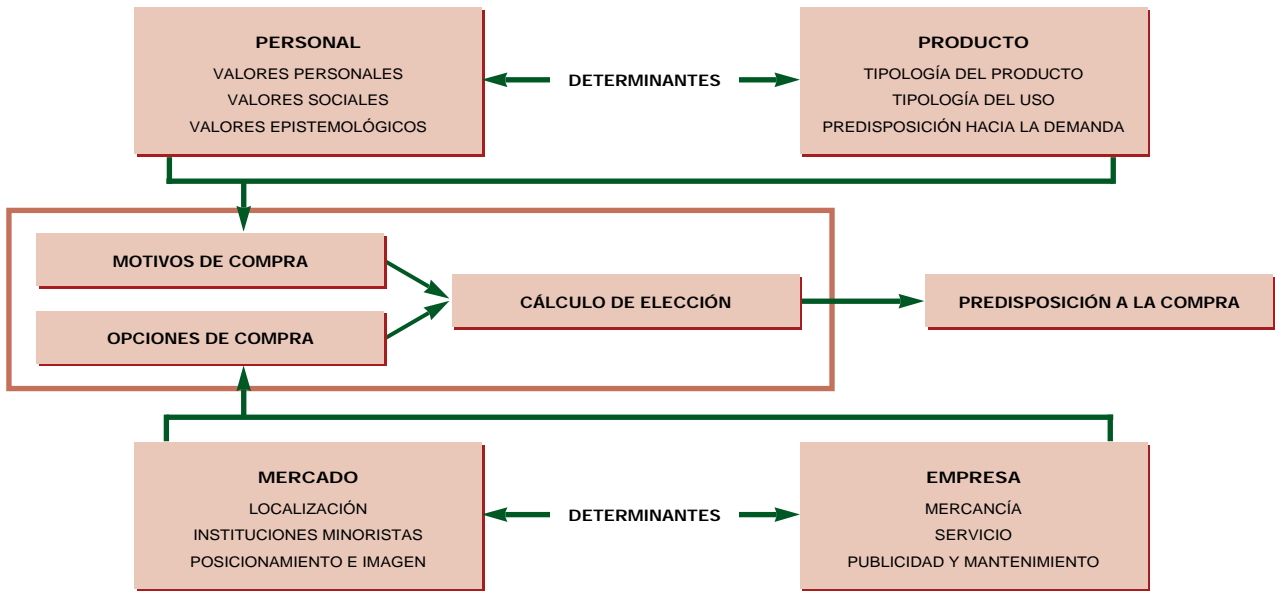 PERSONAL
VALORES PERSONALES
VALORES SOCIALES
VALORES EPISTEMOLÓGICOS
DETERMINANTES
PRODUCTO
TIPOLOGÍA DEL PRODUCTO
TIPOLOGÍA DEL USO
PREDISPOSICIÓN HACIA LA DEMANDA
MOTIVOS DE COMPRA
OPCIONES DE COMPRA
CÁLCULO DE ELECCIÓN
PREDISPOSICIÓN A LA COMPRA
MERCADO
LOCALIZACIÓN
INSTITUCIONES MINORISTAS
POSICIONAMIENTO E IMAGEN
DETERMINANTES
EMPRESA
MERCANCÍA
SERVICIO
PUBLICIDAD Y MANTENIMIENTO